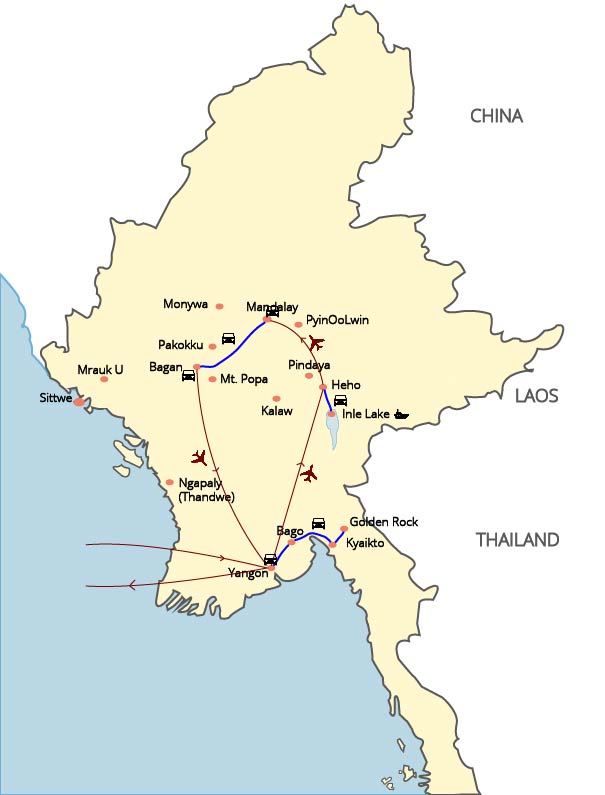 CHINA
Monywa
Mandalay
PyinOoLwin
Pakokku
Bagan
Pindaya
Mrauk U
Mt. Popa
Heho
Sittwe
Kalaw
Inle Lake
LAOS
Ngapaly
(Thandwe)
Golden Rock
Bago
Kyaikto
THAILAND
Yangon